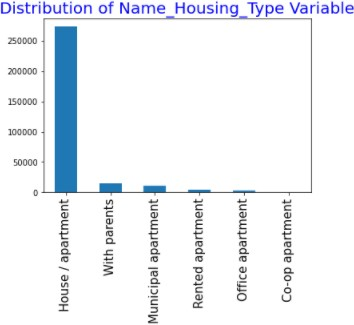 Distribution of Name_Housing_Type Variable
250000
200000
150000
100000
50000
0
House / apartment
With parents
Municipal apartment
Rented apartment
Office apartment
Co-op apartment